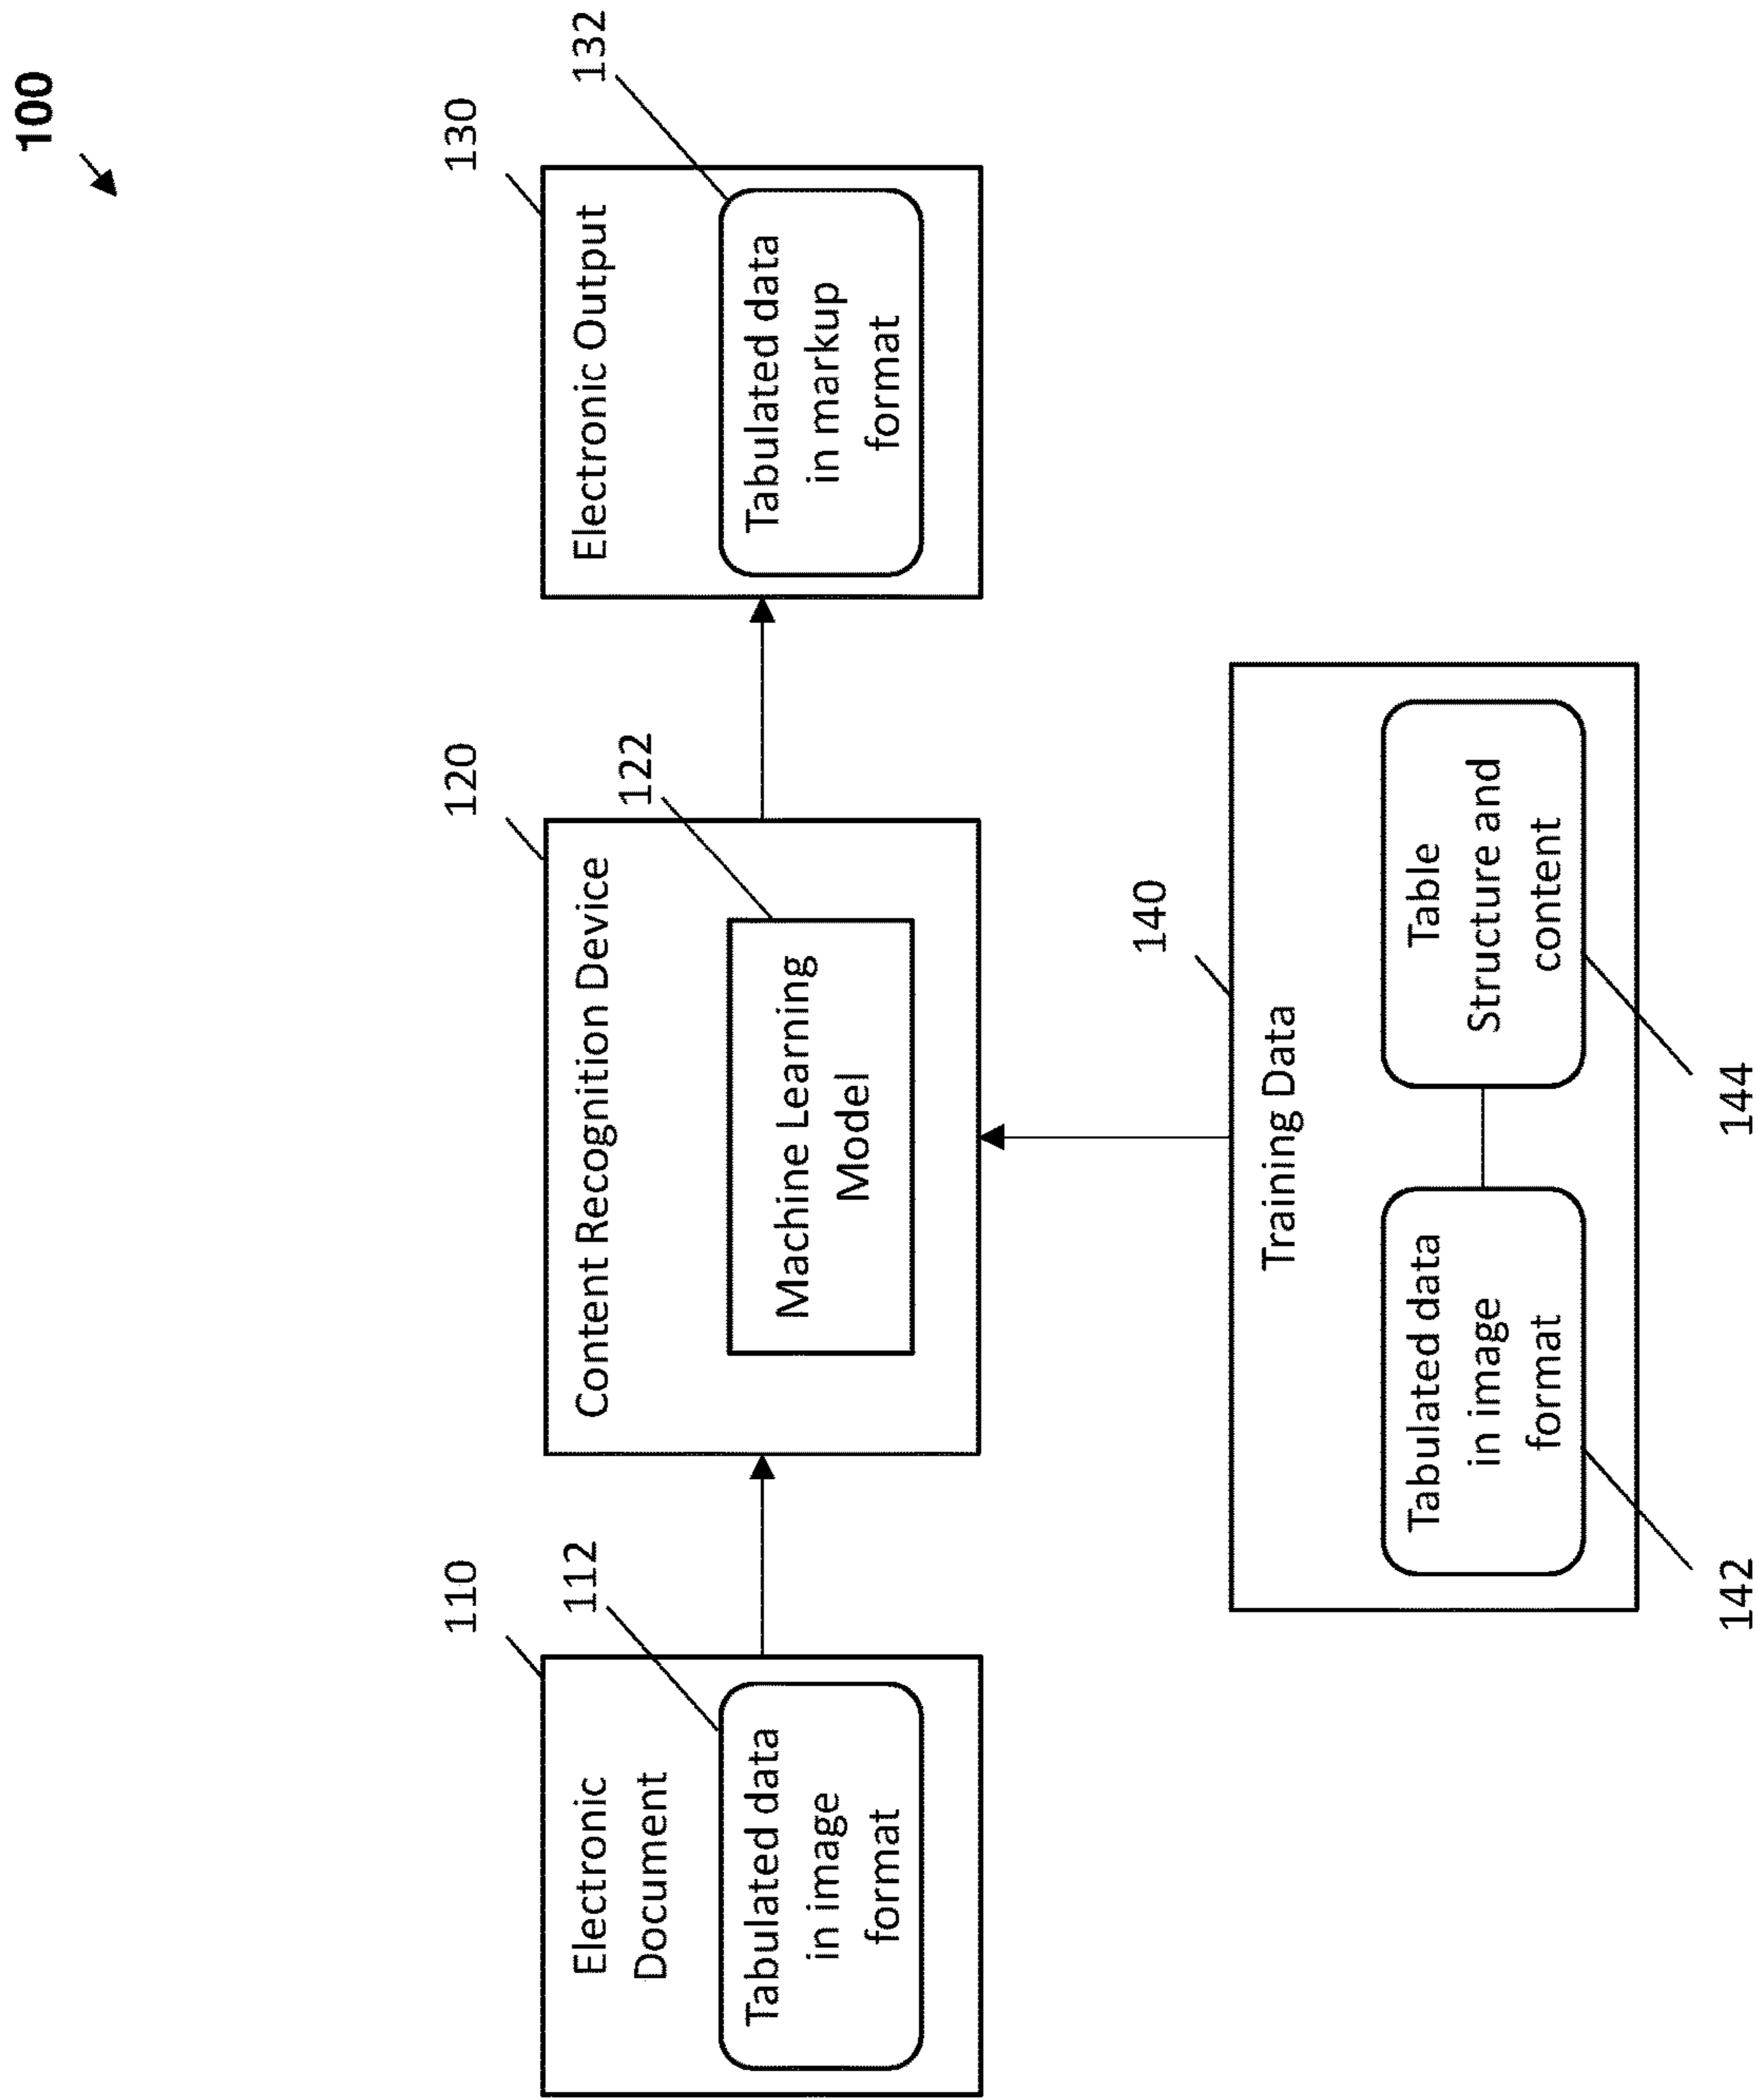 100
110
Electronic
Document
112
Tabulated data
in image
format
120
Content Recognition Device
122
Machine Learning
Model
130
Electronic Output
132
Tabulated data
in markup
format
140
Training Data
Tabulated data
in image
format
142
Table
Structure and
content
144